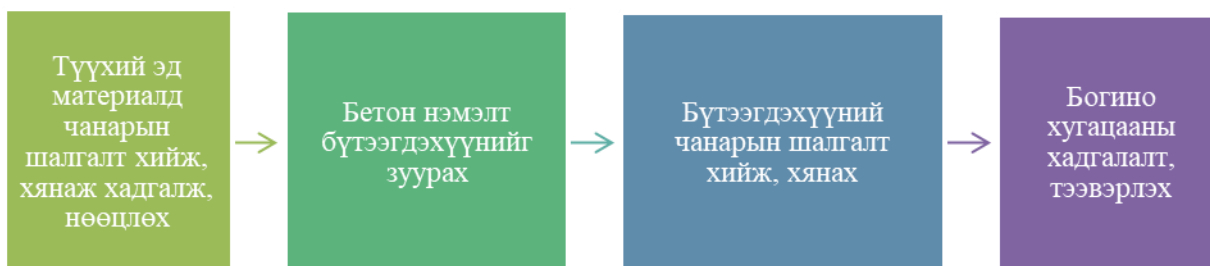 Түүхий эд
материалд
чанарын
шалгалт хийж,
хянаж хадгалж,
нөөцлөх
Бетон нэмэлт
бүтээгдэхүүнийг
зуурах
Бүтээгдэхүүний
чанарын шалгалт
хийж, хянах
Богино
хугацааны
хадгалалт,
тээвэрлэх